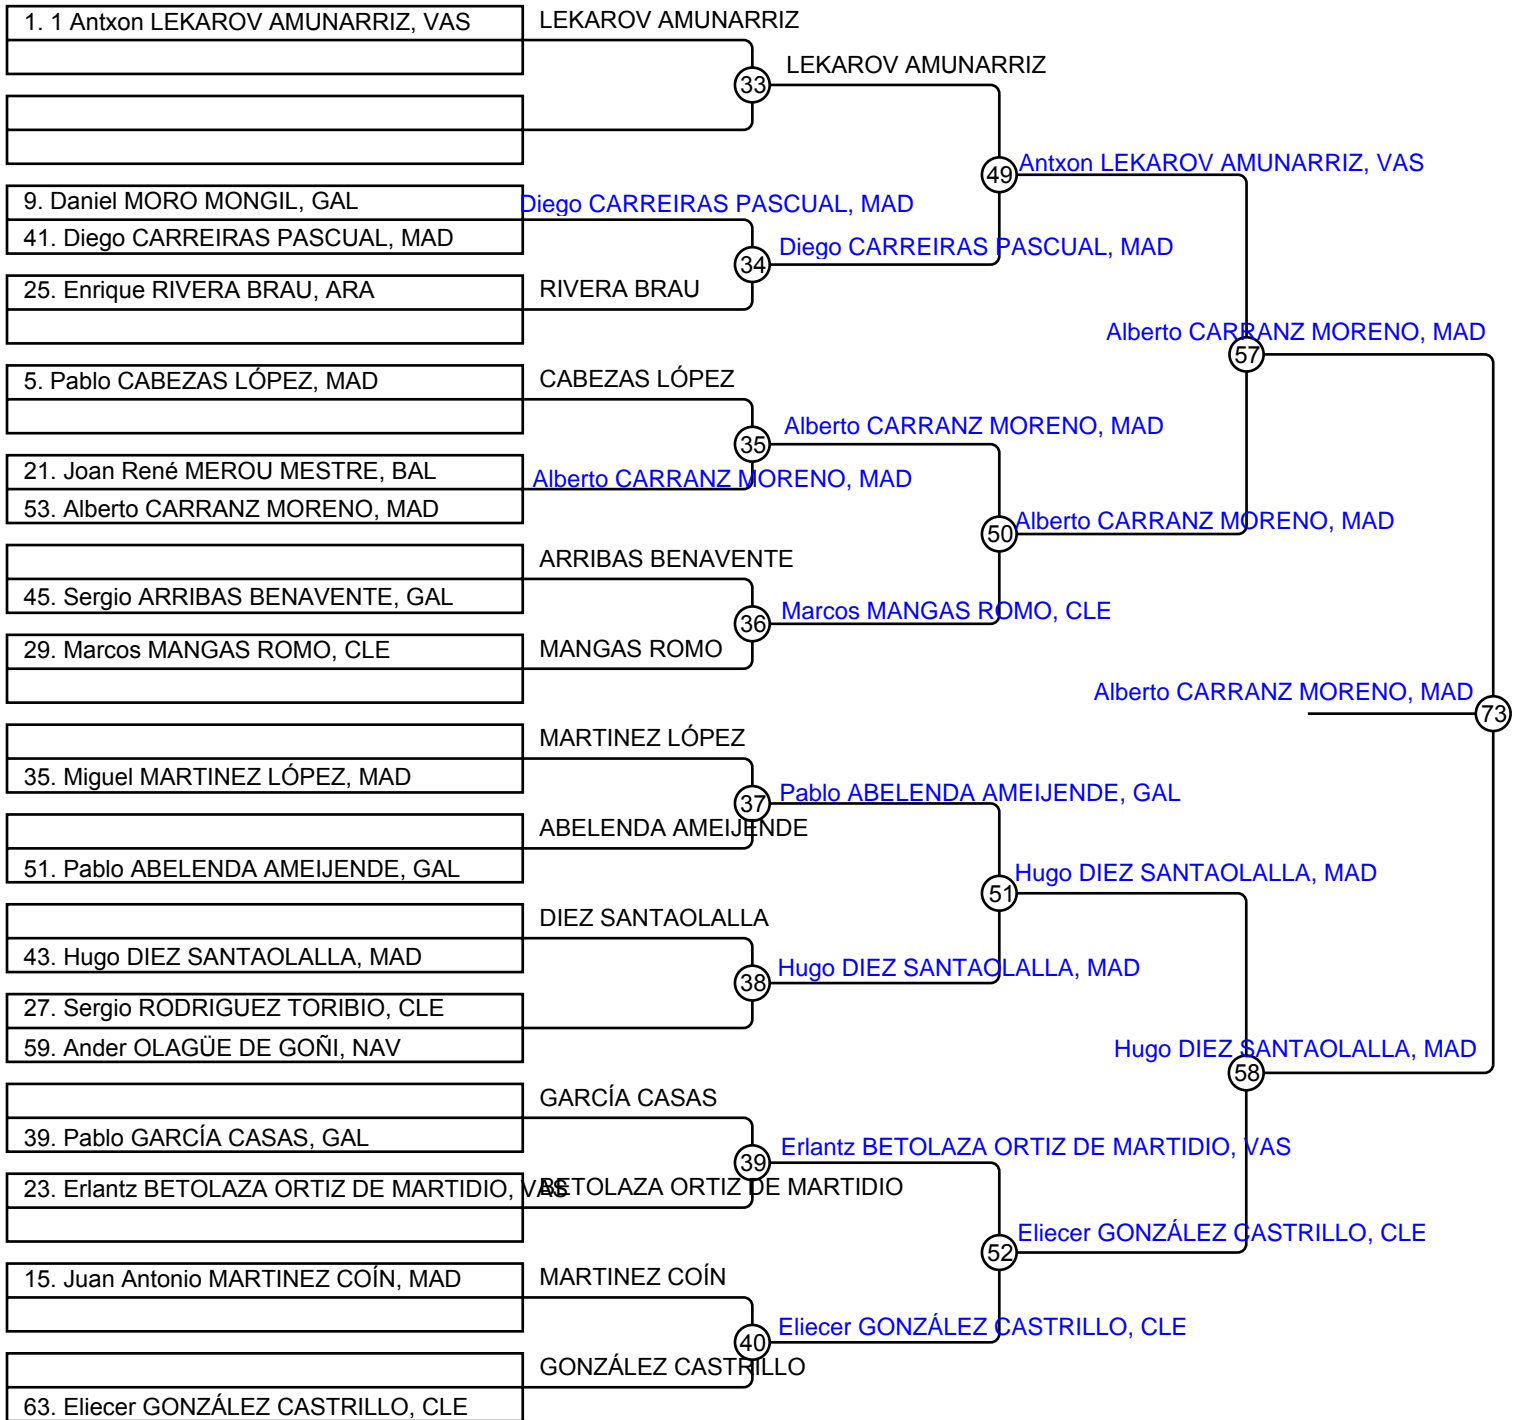 1. 1 Antxon LEKAROV AMUNARRIZ, VAS
LEKAROV AMUNARRIZ
LEKAROV AMUNARRIZ
33
49
Antxon LEKAROV AMUNARRIZ, VAS
9. Daniel MORO MONGIL, GAL
Diego CARREIRAS PASCUAL, MAD
41. Diego CARREIRAS PASCUAL, MAD
Diego CARREIRAS PASCUAL, MAD
34
25. Enrique RIVERA BRAU, ARA
RIVERA BRAU
Alberto CARRANZ MORENO, MAD
57
5. Pablo CABEZAS LÓPEZ, MAD
CABEZAS LÓPEZ
Alberto CARRANZ MORENO, MAD
35
21. Joan René MEROU MESTRE, BAL
Alberto CARRANZ MORENO, MAD
53. Alberto CARRANZ MORENO, MAD
50
Alberto CARRANZ MORENO, MAD
ARRIBAS BENAVENTE
45. Sergio ARRIBAS BENAVENTE, GAL
Marcos MANGAS ROMO, CLE
36
29. Marcos MANGAS ROMO, CLE
MANGAS ROMO
Alberto CARRANZ MORENO, MAD
73
MARTINEZ LÓPEZ
35. Miguel MARTINEZ LÓPEZ, MAD
Pablo ABELENDA AMEIJENDE, GAL
37
ABELENDA AMEIJENDE
51. Pablo ABELENDA AMEIJENDE, GAL
Hugo DIEZ SANTAOLALLA, MAD
51
DIEZ SANTAOLALLA
43. Hugo DIEZ SANTAOLALLA, MAD
Hugo DIEZ SANTAOLALLA, MAD
38
27. Sergio RODRIGUEZ TORIBIO, CLE
59. Ander OLAGÜE DE GOÑI, NAV
Hugo DIEZ SANTAOLALLA, MAD
58
GARCÍA CASAS
39. Pablo GARCÍA CASAS, GAL
Erlantz BETOLAZA ORTIZ DE MARTIDIO, VAS
39
23. Erlantz BETOLAZA ORTIZ DE MARTIDIO, VAS
BETOLAZA ORTIZ DE MARTIDIO
52
Eliecer GONZÁLEZ CASTRILLO, CLE
15. Juan Antonio MARTINEZ COÍN, MAD
MARTINEZ COÍN
Eliecer GONZÁLEZ CASTRILLO, CLE
40
GONZÁLEZ CASTRILLO
63. Eliecer GONZÁLEZ CASTRILLO, CLE